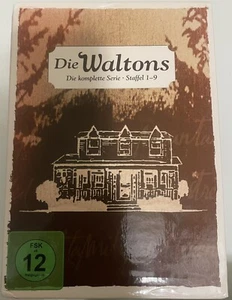 Die Waltons
Die komplette Serie · Staffel 1–9
FSK
12